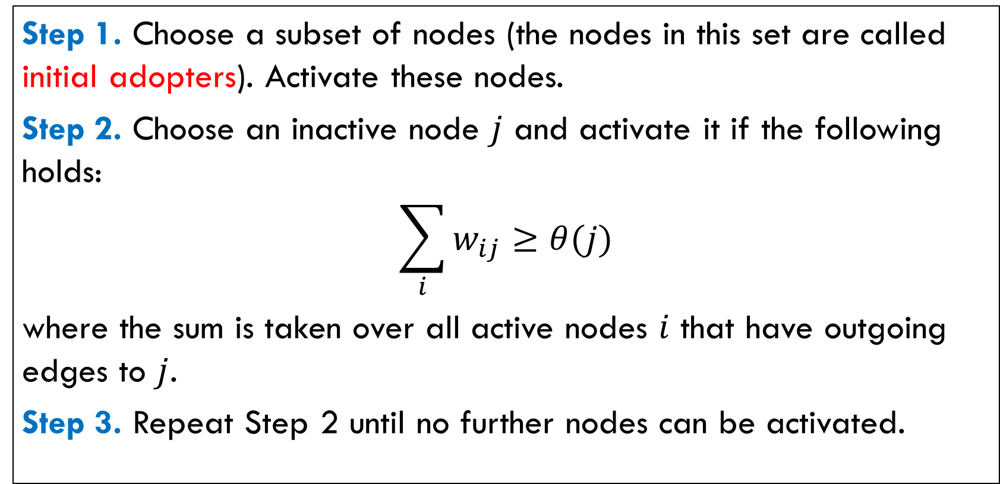 Step 1. Choose a subset of nodes (the nodes in this set are called
initial adopters). Activate these nodes.
Step 2. Choose an inactive node 𝑗 and activate it if the following
holds:
∑_𝑖 𝑤_{𝑖𝑗} ≥ 𝜃(𝑗)
where the sum is taken over all active nodes 𝑖 that have outgoing
edges to 𝑗.
Step 3. Repeat Step 2 until no further nodes can be activated.